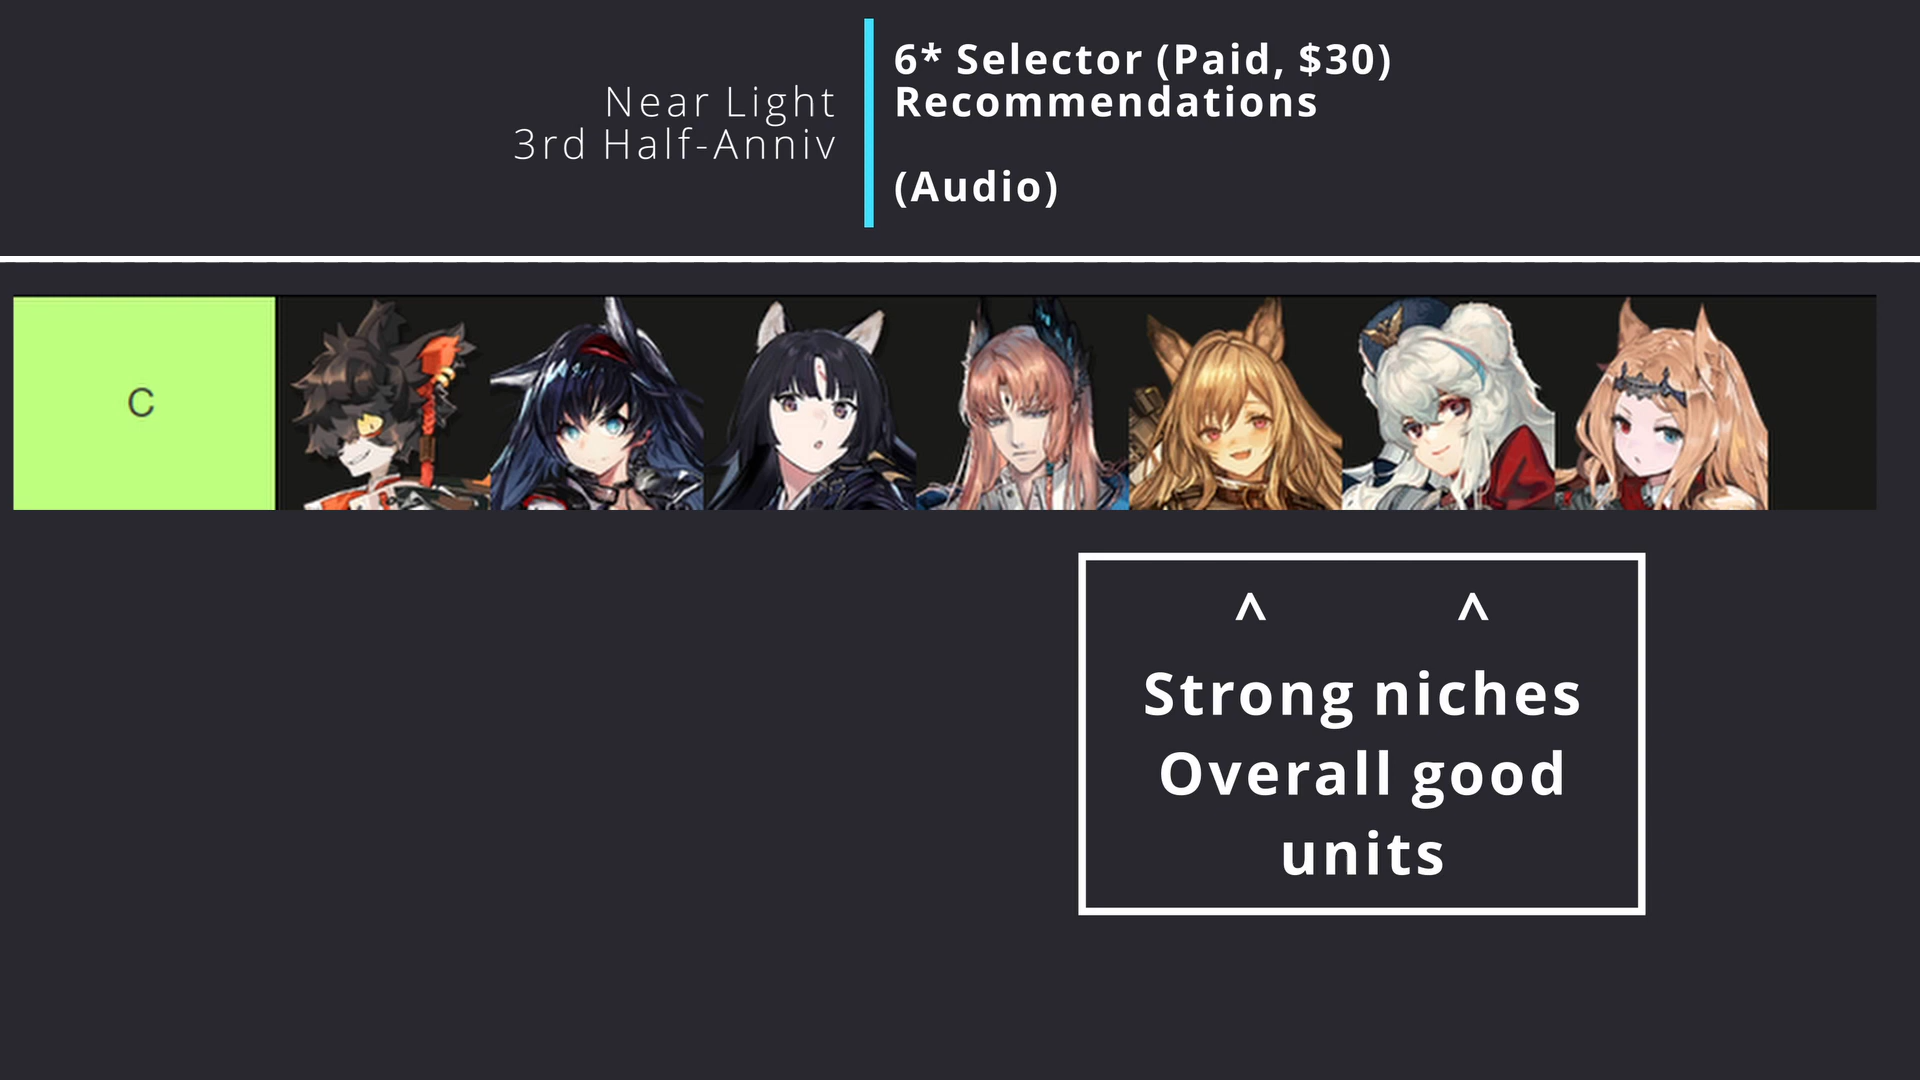 Near Light
3rd Half-Anniv
6* Selector (Paid, $30)
Recommendations
(Audio)
C
^ ^
Strong niches
Overall good
units